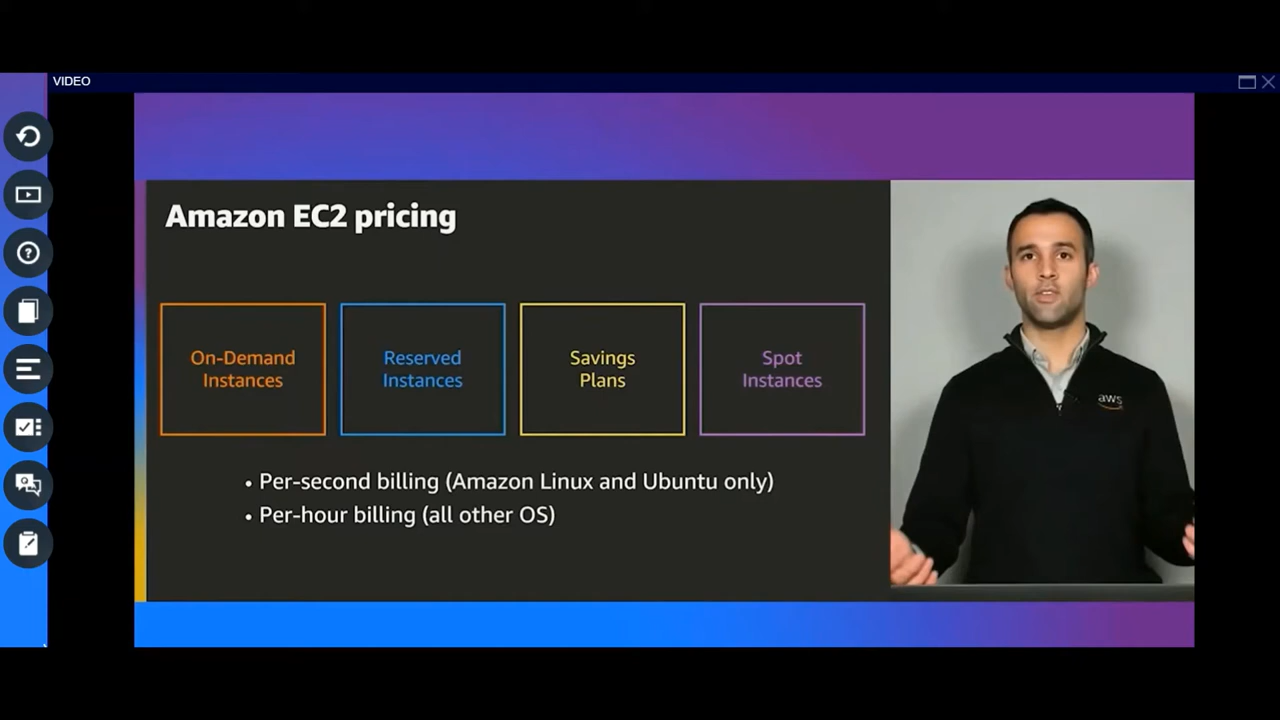 VIDEO
Amazon EC2 pricing
On-Demand
Instances
Reserved
Instances
Savings
Plans
Spot
Instances
• Per-second billing (Amazon Linux and Ubuntu only)
• Per-hour billing (all other OS)
aws